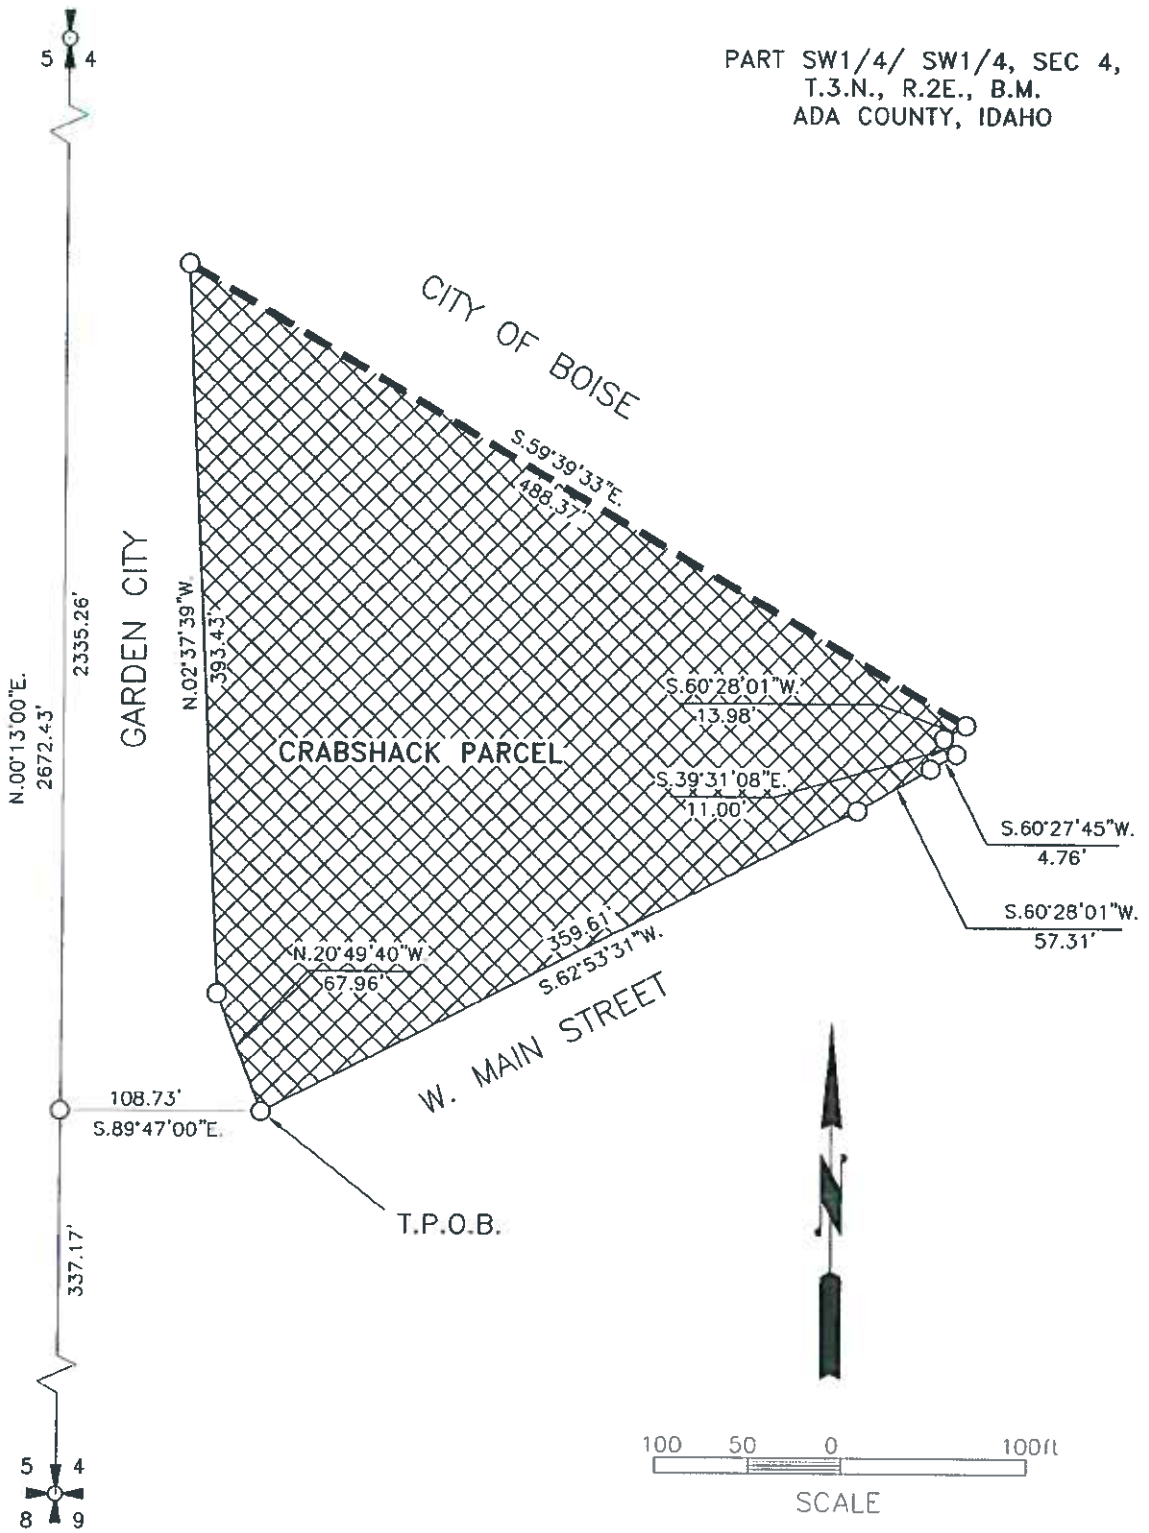 5 4
PART SW1/4/ SW1/4, SEC 4,
T.3.N., R.2E., B.M.
ADA COUNTY, IDAHO
CITY OF BOISE
S.59°39'33"E.
488.37'
GARDEN CITY
N.02°37'39"W.
393.43'
2335.26'
N.00°13'00"E.
2672.43'
S.60°28'01"W.
13.98'
CRABSHACK PARCEL
S.39°31'08"E.
11.00'
S.60°27'45"W.
4.76'
S.60°28'01"W.
57.31'
359.61'
S.62°53'31"W.
N.20°49'40"W.
67.96'
W. MAIN STREET
108.73'
S.89°47'00"E.
T.P.O.B.
337.17'
N
100 50 0 100ft
SCALE
5 4
8 9